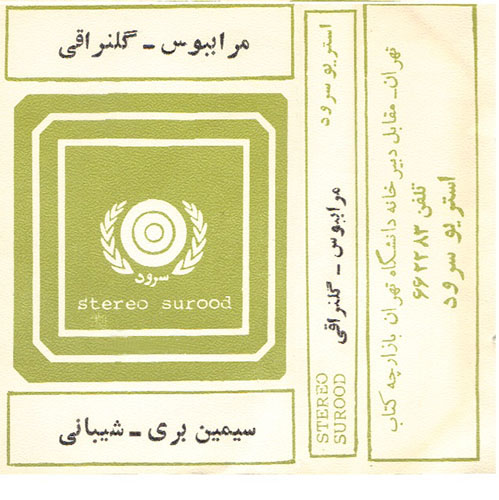 مرا ببوس - گلنراقی
سرود
stereo surood
سیمین بری - شیبانی
استریو سرود
مرا ببوس - گلنراقی
STEREO
SUROOD
تهران - مقابل دبیرخانه دانشگاه تهران بازارچه کتاب
تلفن ۶۶۲۲۸۳
استریو سرود